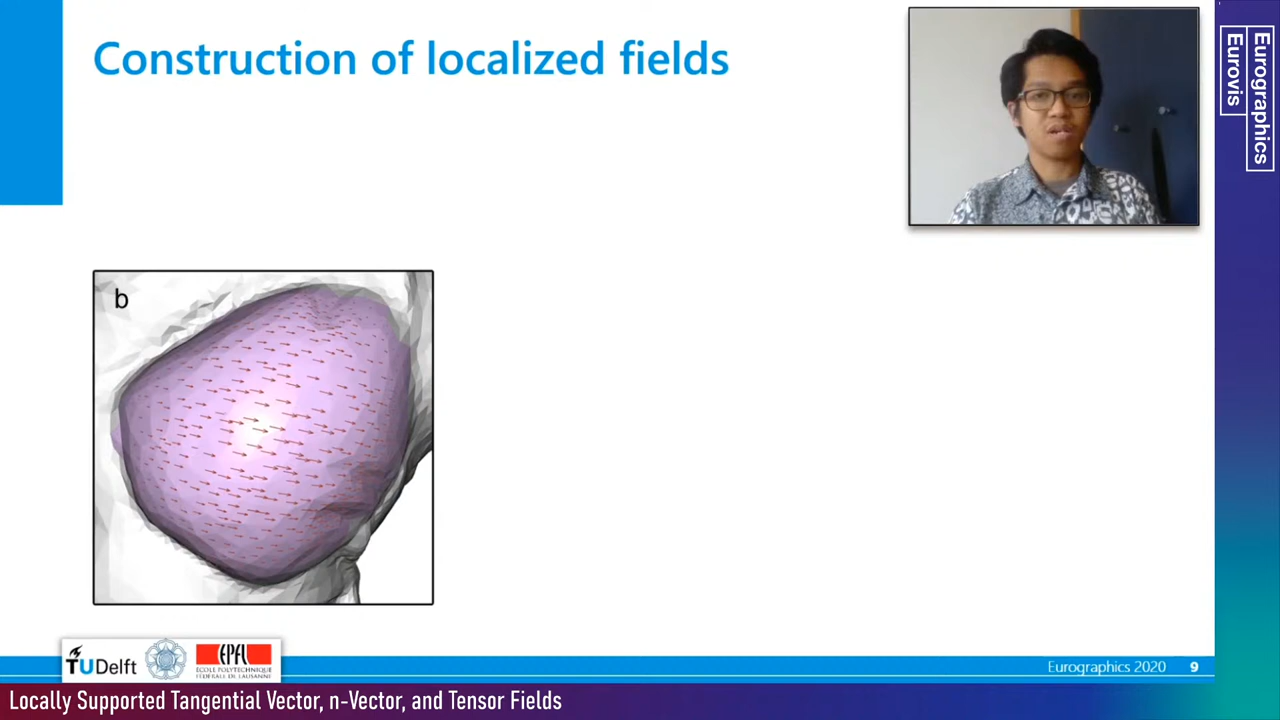 Construction of localized fields
Eurographics
Eurovis
b
TUDelft
EPFL
ÉCOLE POLYTECHNIQUE
FÉDÉRALE DE LAUSANNE
Eurographics 2020 9
Locally Supported Tangential Vector, n-Vector, and Tensor Fields